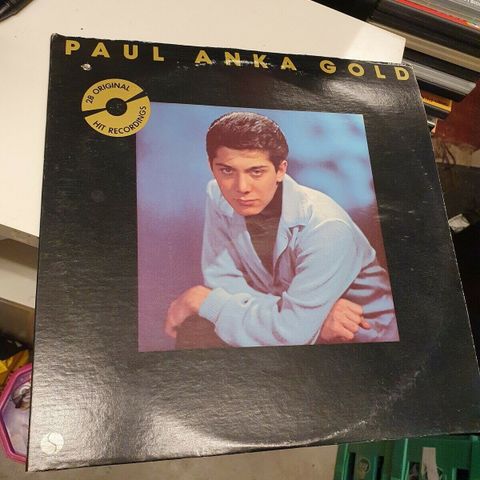 PAUL ANKA GOLD
28 ORIGINAL
HIT RECORDINGS